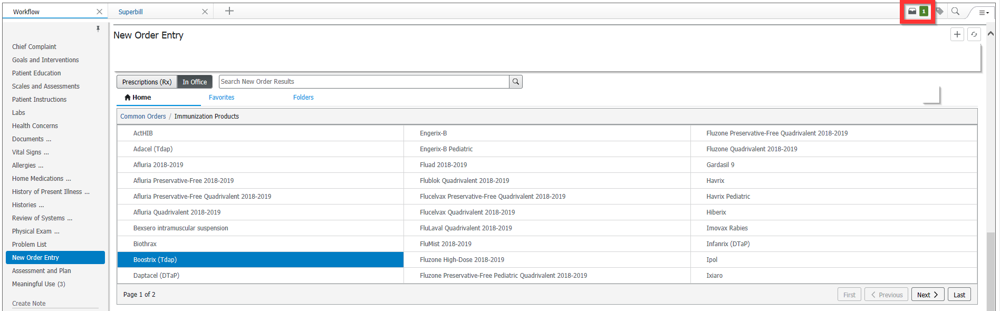 Workflow
Superbill
1
New Order Entry
Chief Complaint
Goals and Interventions
Patient Education
Scales and Assessments
Patient Instructions
Labs
Health Concerns
Documents ...
Vital Signs ...
Allergies ...
Home Medications ...
History of Present Illness ...
Histories ...
Review of Systems ...
Physical Exam ...
Problem List
New Order Entry
Assessment and Plan
Meaningful Use (3)
Create Note
Prescriptions (Rx) In Office Search New Order Results
Home Favorites Folders
Common Orders / Immunization Products
ActHIB Engerix-B Fluzone Preservative-Free Quadrivalent 2018-2019
Adacel (Tdap) Engerix-B Pediatric Fluzone Quadrivalent 2018-2019
Afluria 2018-2019 Fluad 2018-2019 Gardasil 9
Afluria Preservative-Free 2018-2019 Flublok Quadrivalent 2018-2019 Havrix
Afluria Preservative-Free Quadrivalent 2018-2019 Flucelvax Preservative-Free Quadrivalent 2018-2019 Havrix Pediatric
Afluria Quadrivalent 2018-2019 Flucelvax Quadrivalent 2018-2019 Hiberix
Bexsero intramuscular suspension FluLaval Quadrivalent 2018-2019 Imovax Rabies
Biothrax FluMist 2018-2019 Infanrix (DTaP)
Boostrix (Tdap) Fluzone High-Dose 2018-2019 Ipol
Daptacel (DTaP) Fluzone Preservative-Free Pediatric Quadrivalent 2018-2019 Ixiaro
Page 1 of 2 First Previous Next Last